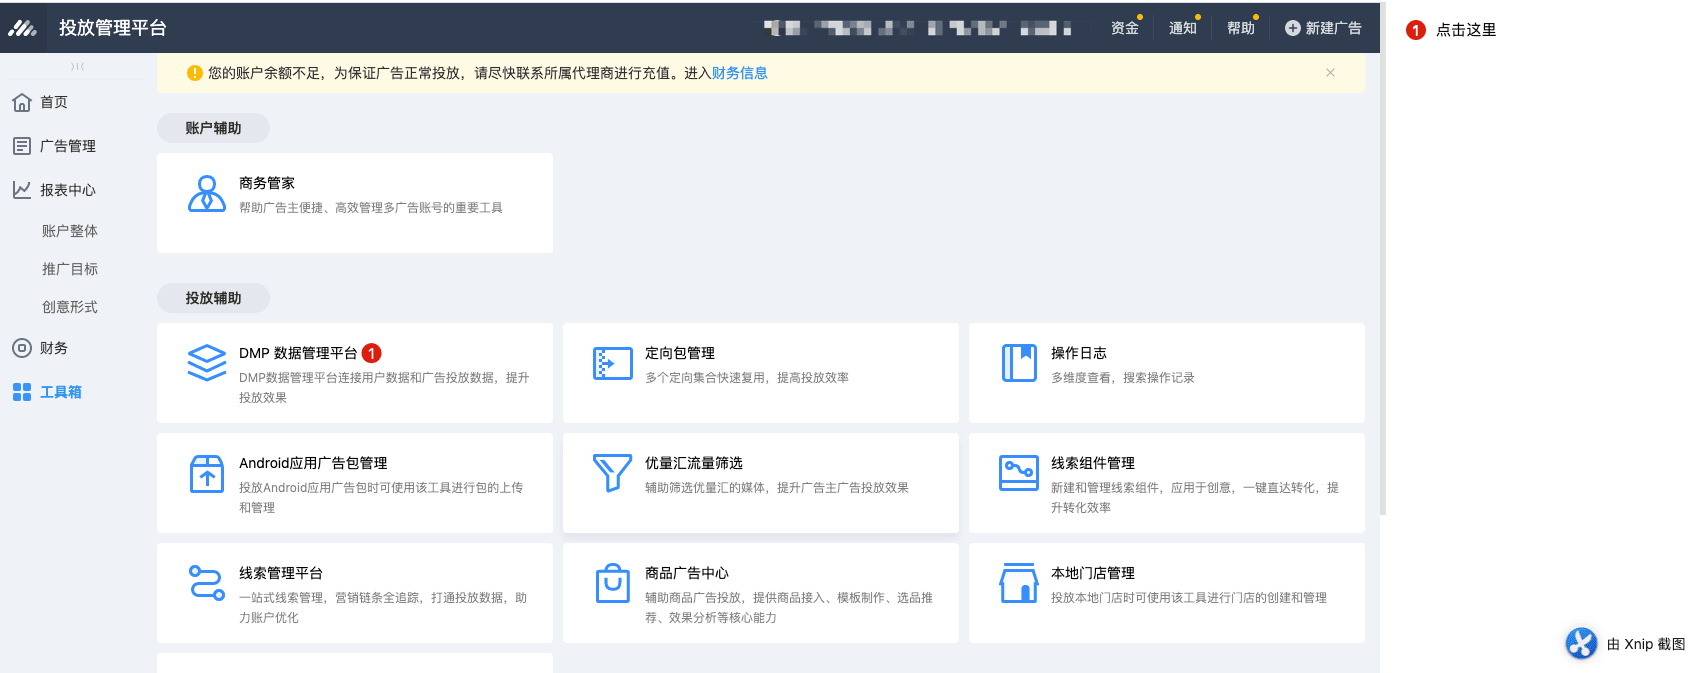 投放管理平台
资金
通知
帮助
新建广告
1 点击这里
您的账户余额不足，为保证广告正常投放，请尽快联系所属代理商进行充值。进入财务信息
首页
广告管理
报表中心
账户整体
推广目标
创意形式
财务
工具箱
账户辅助
商务管家
帮助广告主便捷、高效管理多广告账号的重要工具
投放辅助
DMP 数据管理平台 1
DMP数据管理平台连接用户数据和广告投放数据，提升
投放效果
定向包管理
多个定向集合快速复用，提高投放效率
操作日志
多维度查看，搜索操作记录
Android应用广告包管理
投放Android应用广告包时可使用该工具进行包的上传
和管理
优量汇流量筛选
辅助筛选优量汇的媒体，提升广告主广告投放效果
线索组件管理
新建和管理线索组件，应用于创意，一键直达转化，提
升转化效率
线索管理平台
一站式线索管理，营销链条全追踪，打通投放数据，助
力账户优化
商品广告中心
辅助商品广告投放，提供商品接入、模板制作、选品推
荐、效果分析等核心能力
本地门店管理
投放本地门店时可使用该工具进行门店的创建和管理
由 Xnip 截图